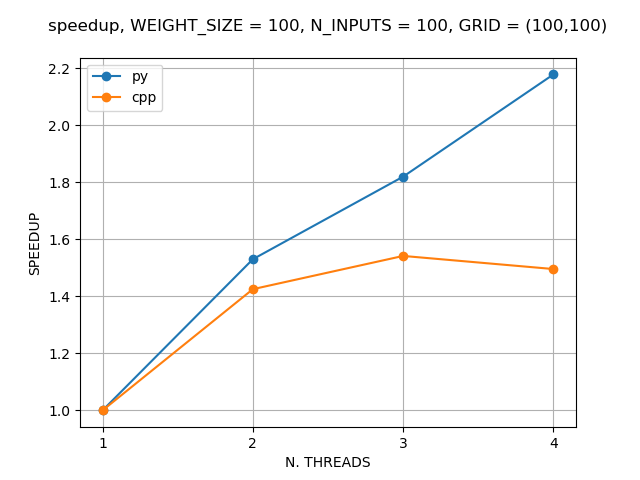 speedup, WEIGHT_SIZE = 100, N_INPUTS = 100, GRID = (100,100)
py
cpp
2.2
2.0
1.8
1.6
1.4
1.2
1.0
SPEEDUP
1 2 3 4
N. THREADS